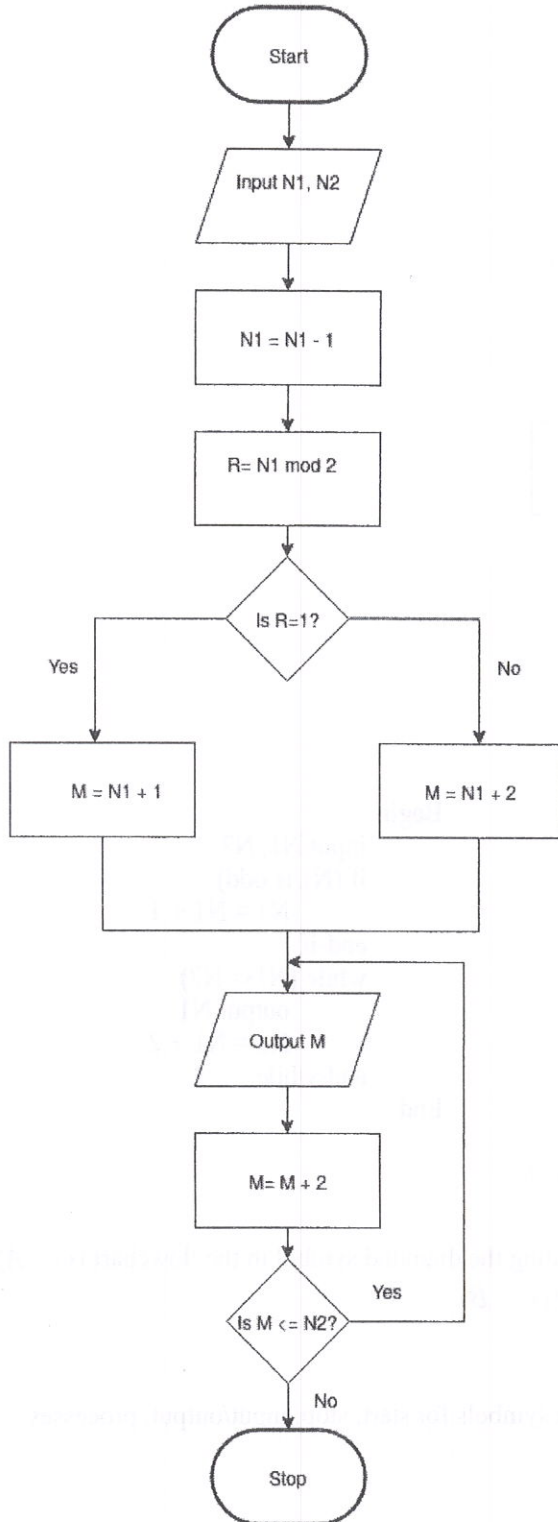 Start
Input N1, N2
N1 = N1 - 1
R= N1 mod 2
Is R=1?
Yes
No
M = N1 + 1
M = N1 + 2
Output M
M= M + 2
Is M <= N2?
Yes
No
Stop